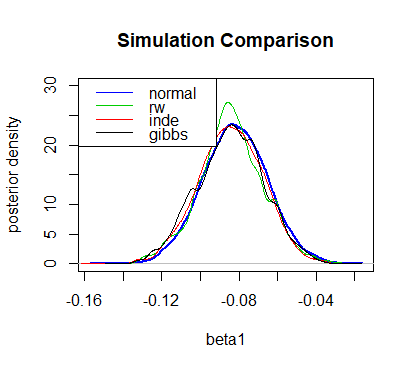 Simulation Comparison
normal
rw
inde
gibbs
posterior density
30
20
10
5
0
-0.16
-0.12
-0.08
-0.04
beta1